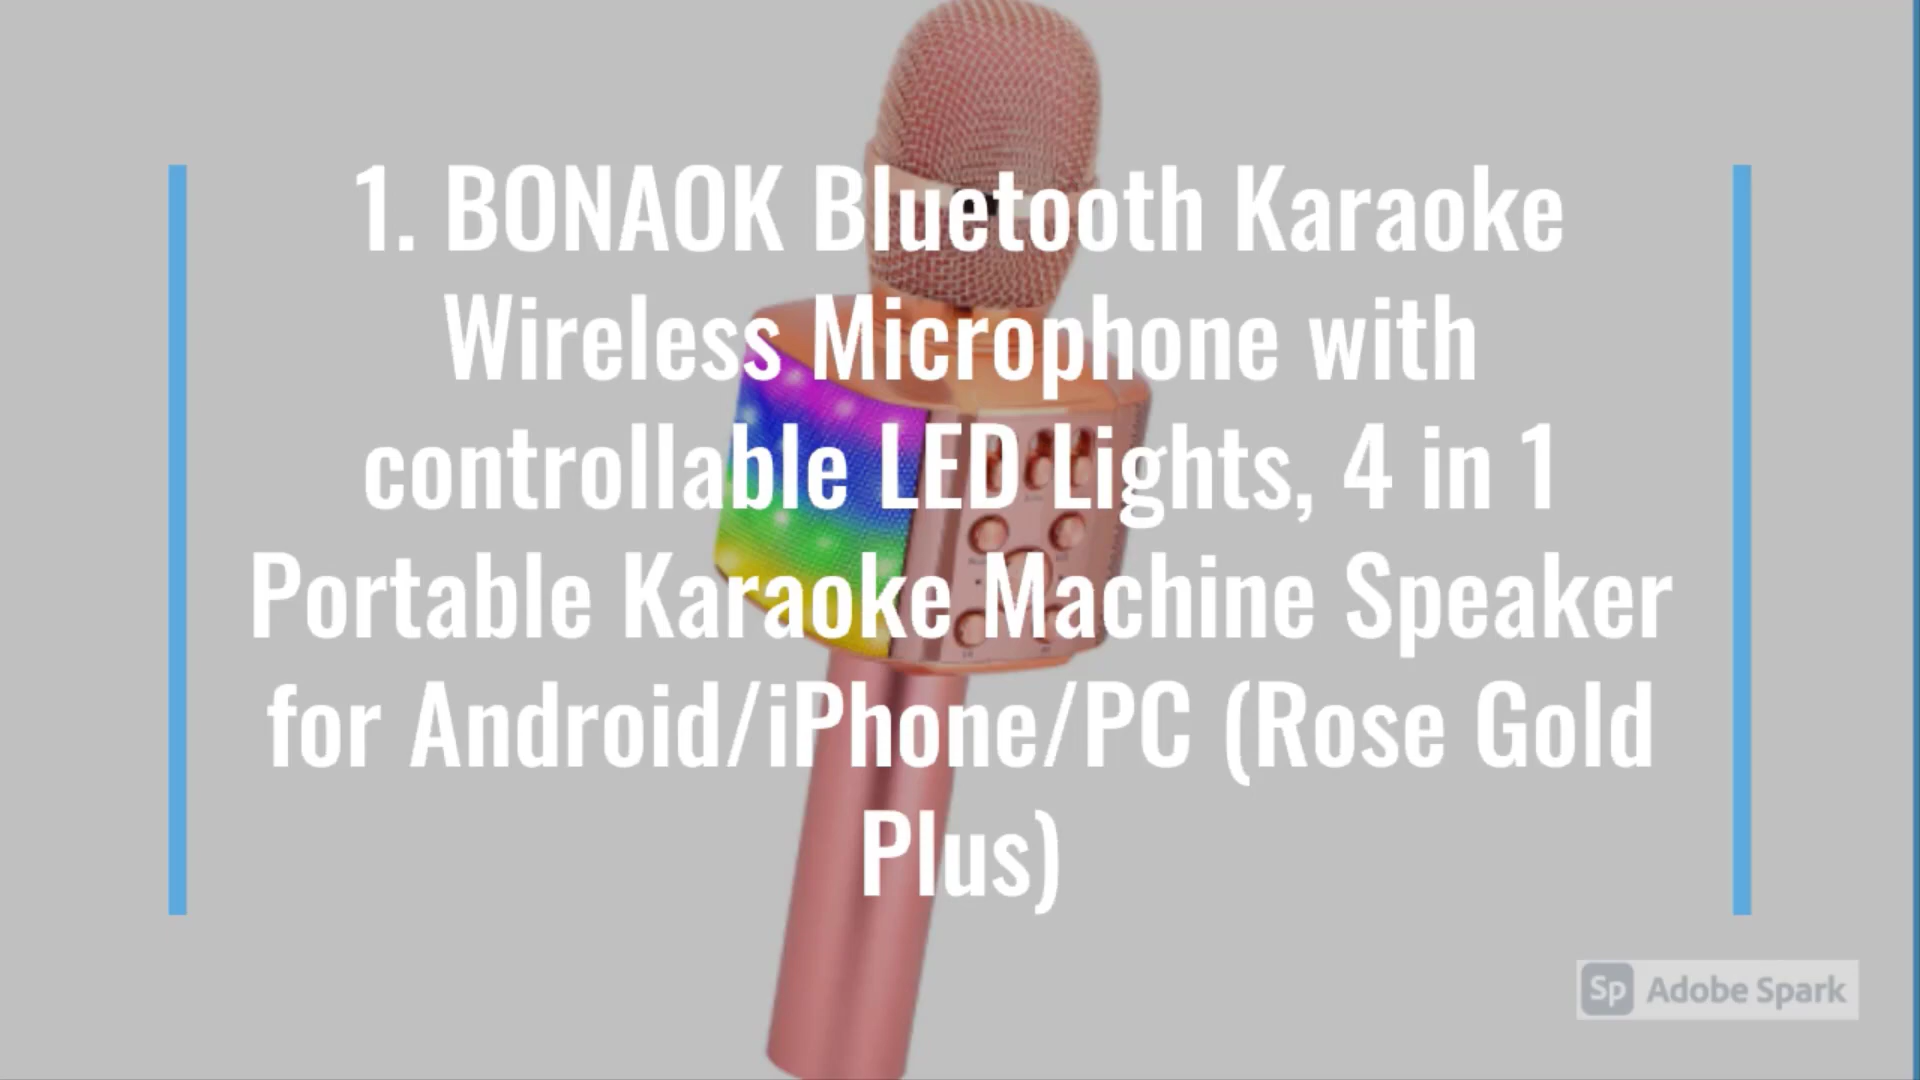 1. BONAOK Bluetooth Karaoke
Wireless Microphone with
controllable LED Lights, 4 in 1
Portable Karaoke Machine Speaker
for Android/iPhone/PC (Rose Gold
Plus)
Sp Adobe Spark